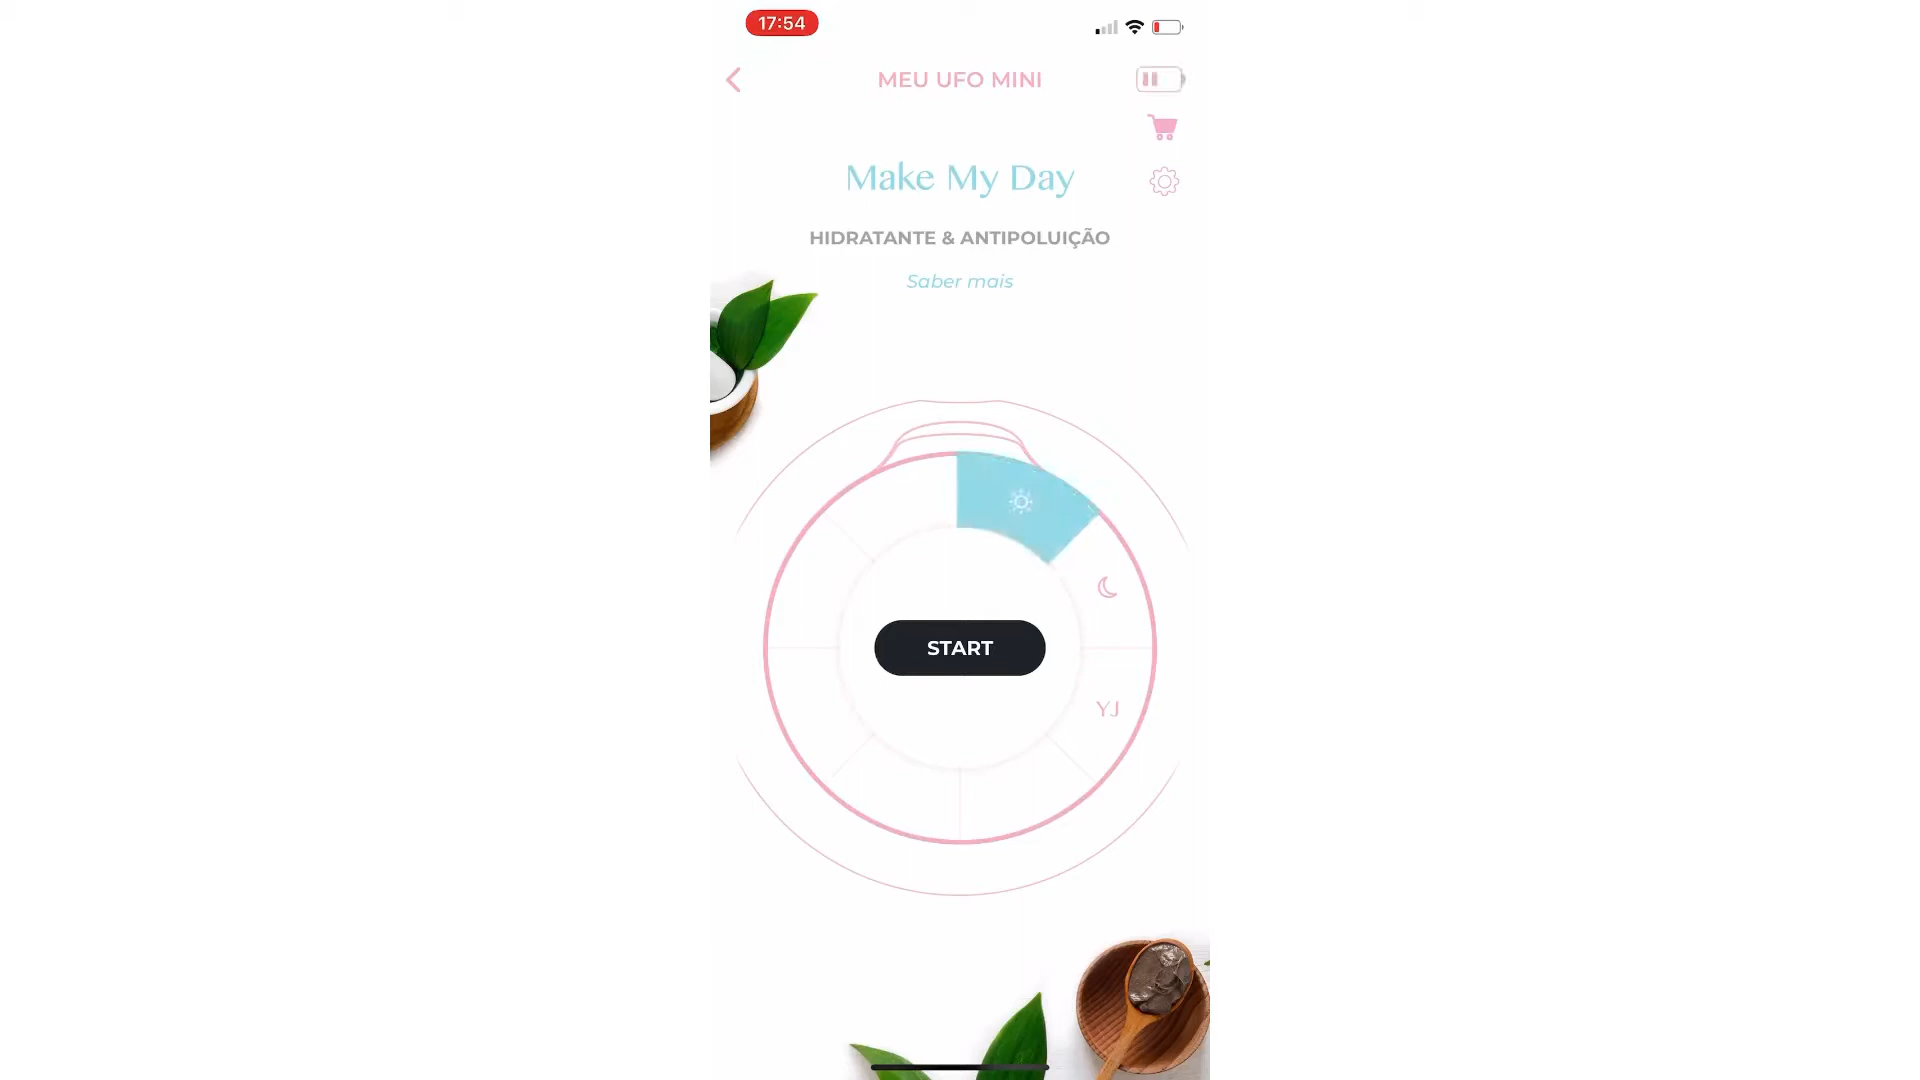 17:54
MEU UFO MINI
Make My Day
HIDRATANTE & ANTIPOLUIÇÃO
Saber mais
START
YJ